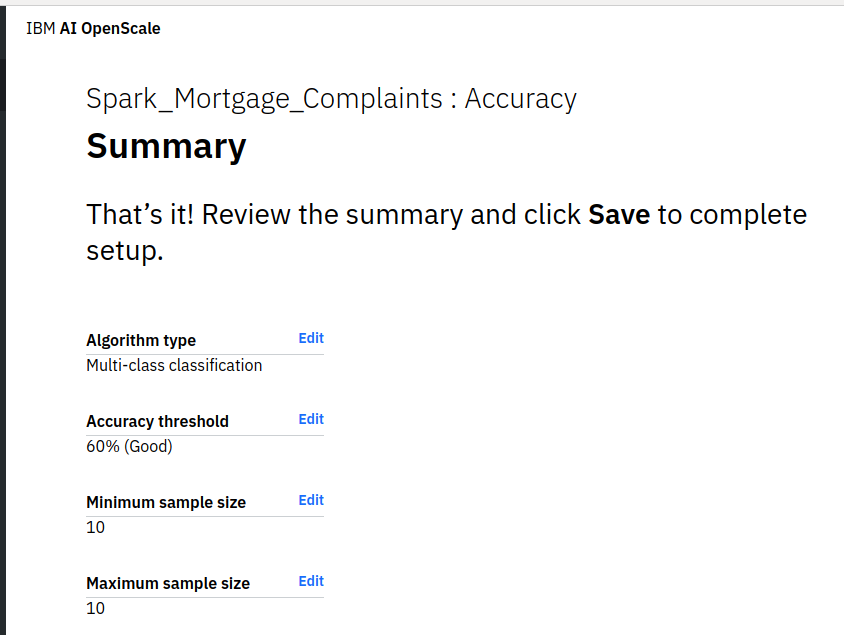 IBM AI OpenScale
Spark_Mortgage_Complaints : Accuracy
Summary
That’s it! Review the summary and click Save to complete
setup.
Algorithm type Edit
Multi-class classification
Accuracy threshold Edit
60% (Good)
Minimum sample size Edit
10
Maximum sample size Edit
10